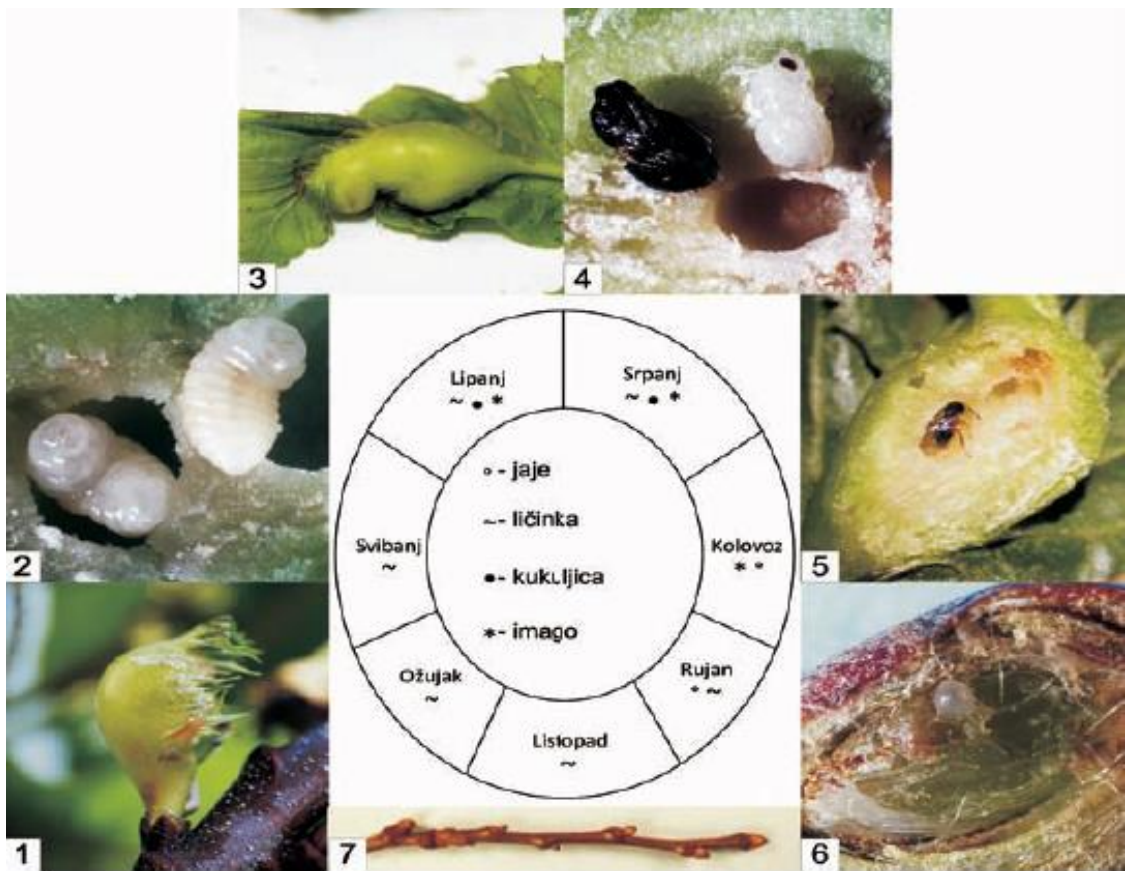 3
4
Lipanj
~ • *
Srpanj
~ • *
∘ - jaje
~ - ličinka
• - kukuljica
* - imago
Svibanj
~
Kolovoz
* ∘
2
5
Ožujak
~
Rujan
∘ ~
Listopad
~
1
7
6